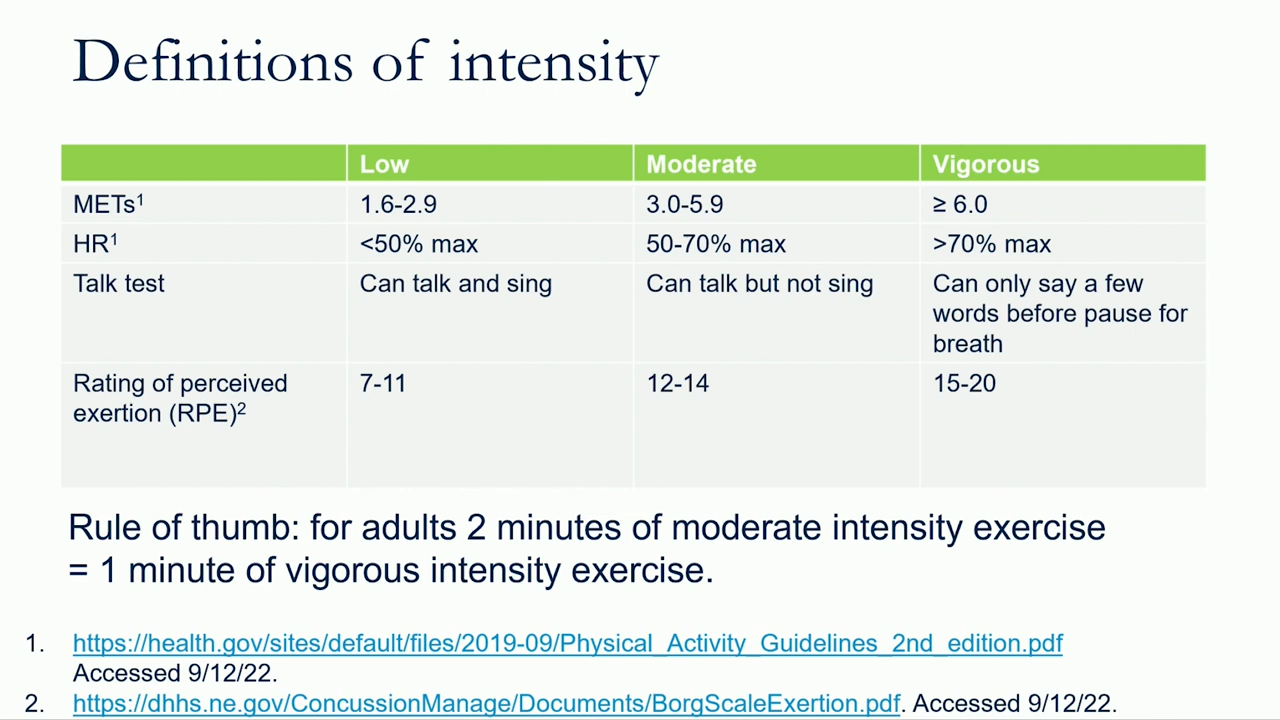 Definitions of intensity
Low Moderate Vigorous
METs¹ 1.6-2.9 3.0-5.9 ≥ 6.0
HR¹ <50% max 50-70% max >70% max
Talk test Can talk and sing Can talk but not sing Can only say a few
words before pause for
breath
Rating of perceived 7-11 12-14 15-20
exertion (RPE)²
Rule of thumb: for adults 2 minutes of moderate intensity exercise
= 1 minute of vigorous intensity exercise.
1. https://health.gov/sites/default/files/2019-09/Physical_Activity_Guidelines_2nd_edition.pdf
Accessed 9/12/22.
2. https://dhhs.ne.gov/ConcussionManage/Documents/BorgScaleExertion.pdf. Accessed 9/12/22.